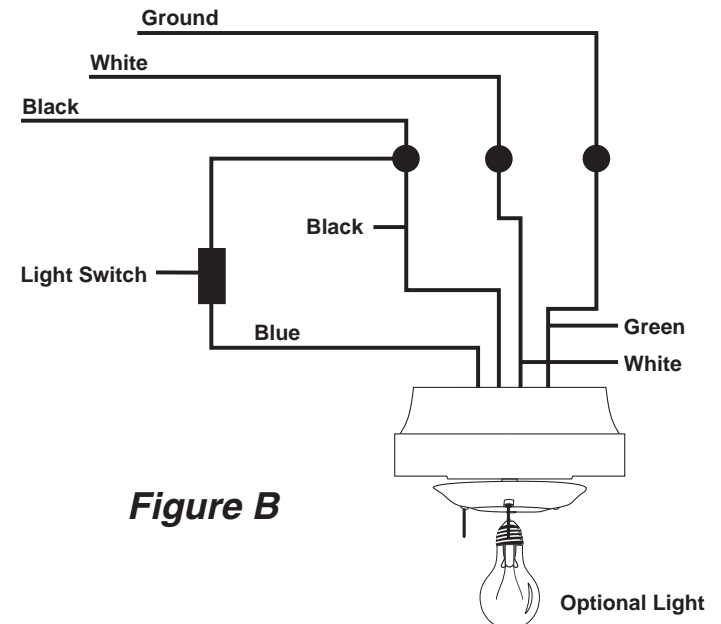 Ground
White
Black
Black
Light Switch
Blue
Green
White
Figure B
Optional Light